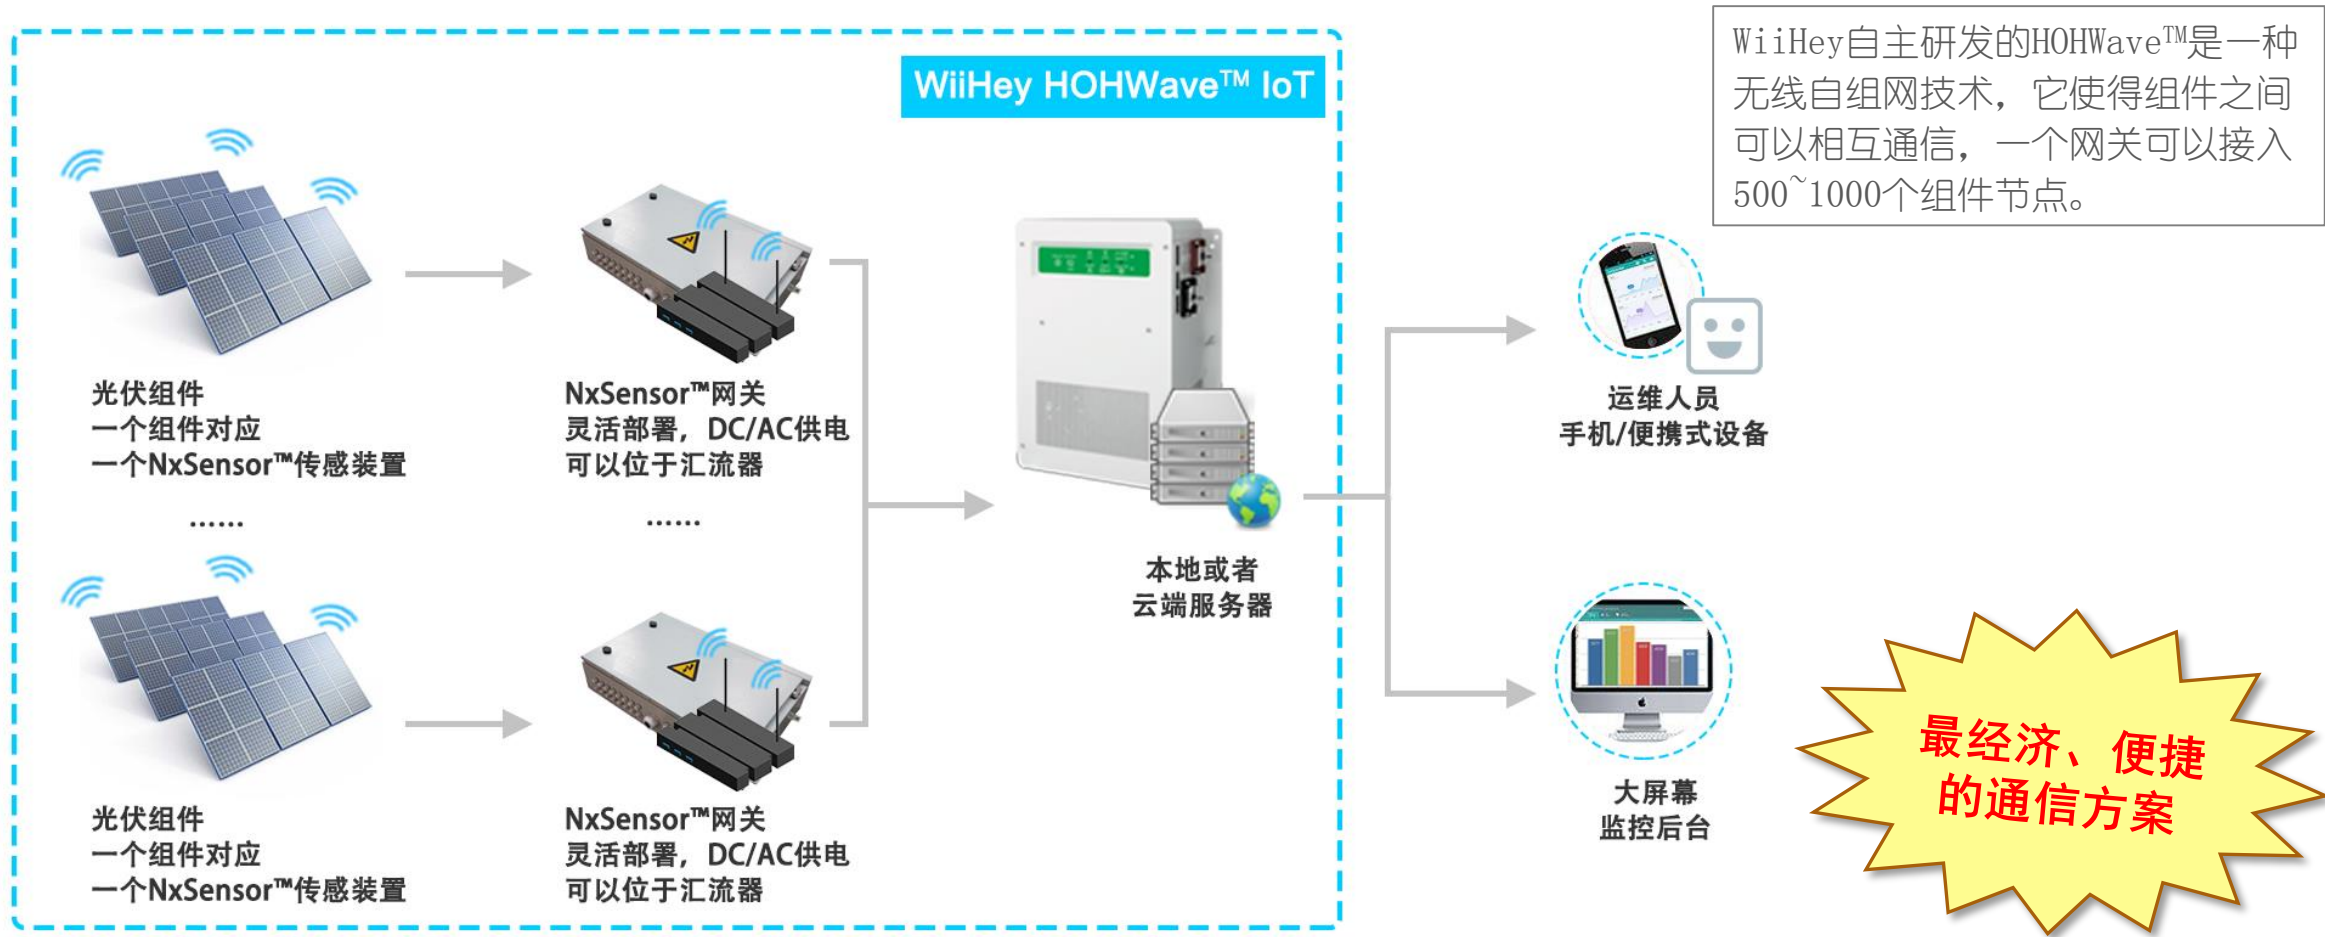 WiiHey自主研发的HOHWave™是一种
无线自组网技术，它使得组件之间
可以相互通信，一个网关可以接入
500~1000个组件节点。
WiiHey HOHWave™ IoT
光伏组件
一个组件对应
一个NxSensor™传感装置
NxSensor™网关
灵活部署，DC/AC供电
可以位于汇流器
运维人员
手机/便携式设备
......
......
本地或者
云端服务器
光伏组件
一个组件对应
一个NxSensor™传感装置
NxSensor™网关
灵活部署，DC/AC供电
可以位于汇流器
大屏幕
监控后台
最经济、便捷
的通信方案